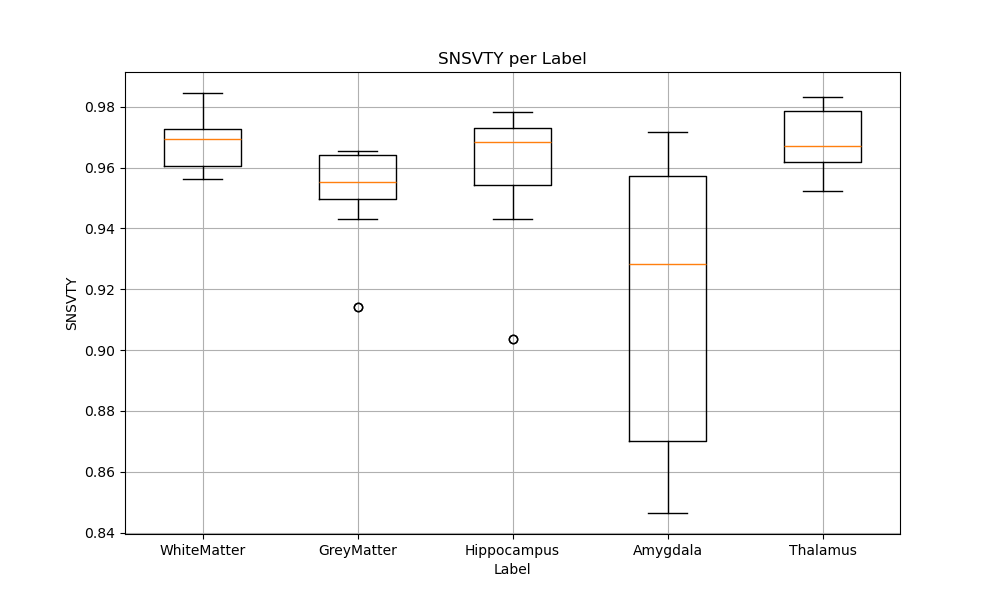 SNSVTY per Label
SNSVTY
0.98
0.96
0.94
0.92
0.90
0.88
0.86
0.84
WhiteMatter GreyMatter Hippocampus Amygdala Thalamus
Label